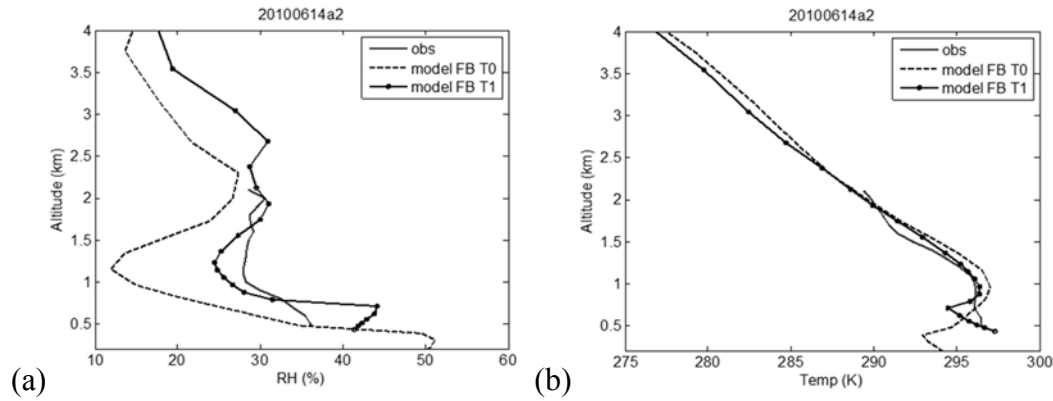 20100614a2
obs
model FB T0
model FB T1
4
3.5
3
2.5
2
1.5
1
0.5
Altitude (km)
10 20 30 40 50 60
RH (%)
(a)
20100614a2
obs
model FB T0
model FB T1
4
3.5
3
2.5
2
1.5
1
0.5
Altitude (km)
275 280 285 290 295 300
Temp (K)
(b)